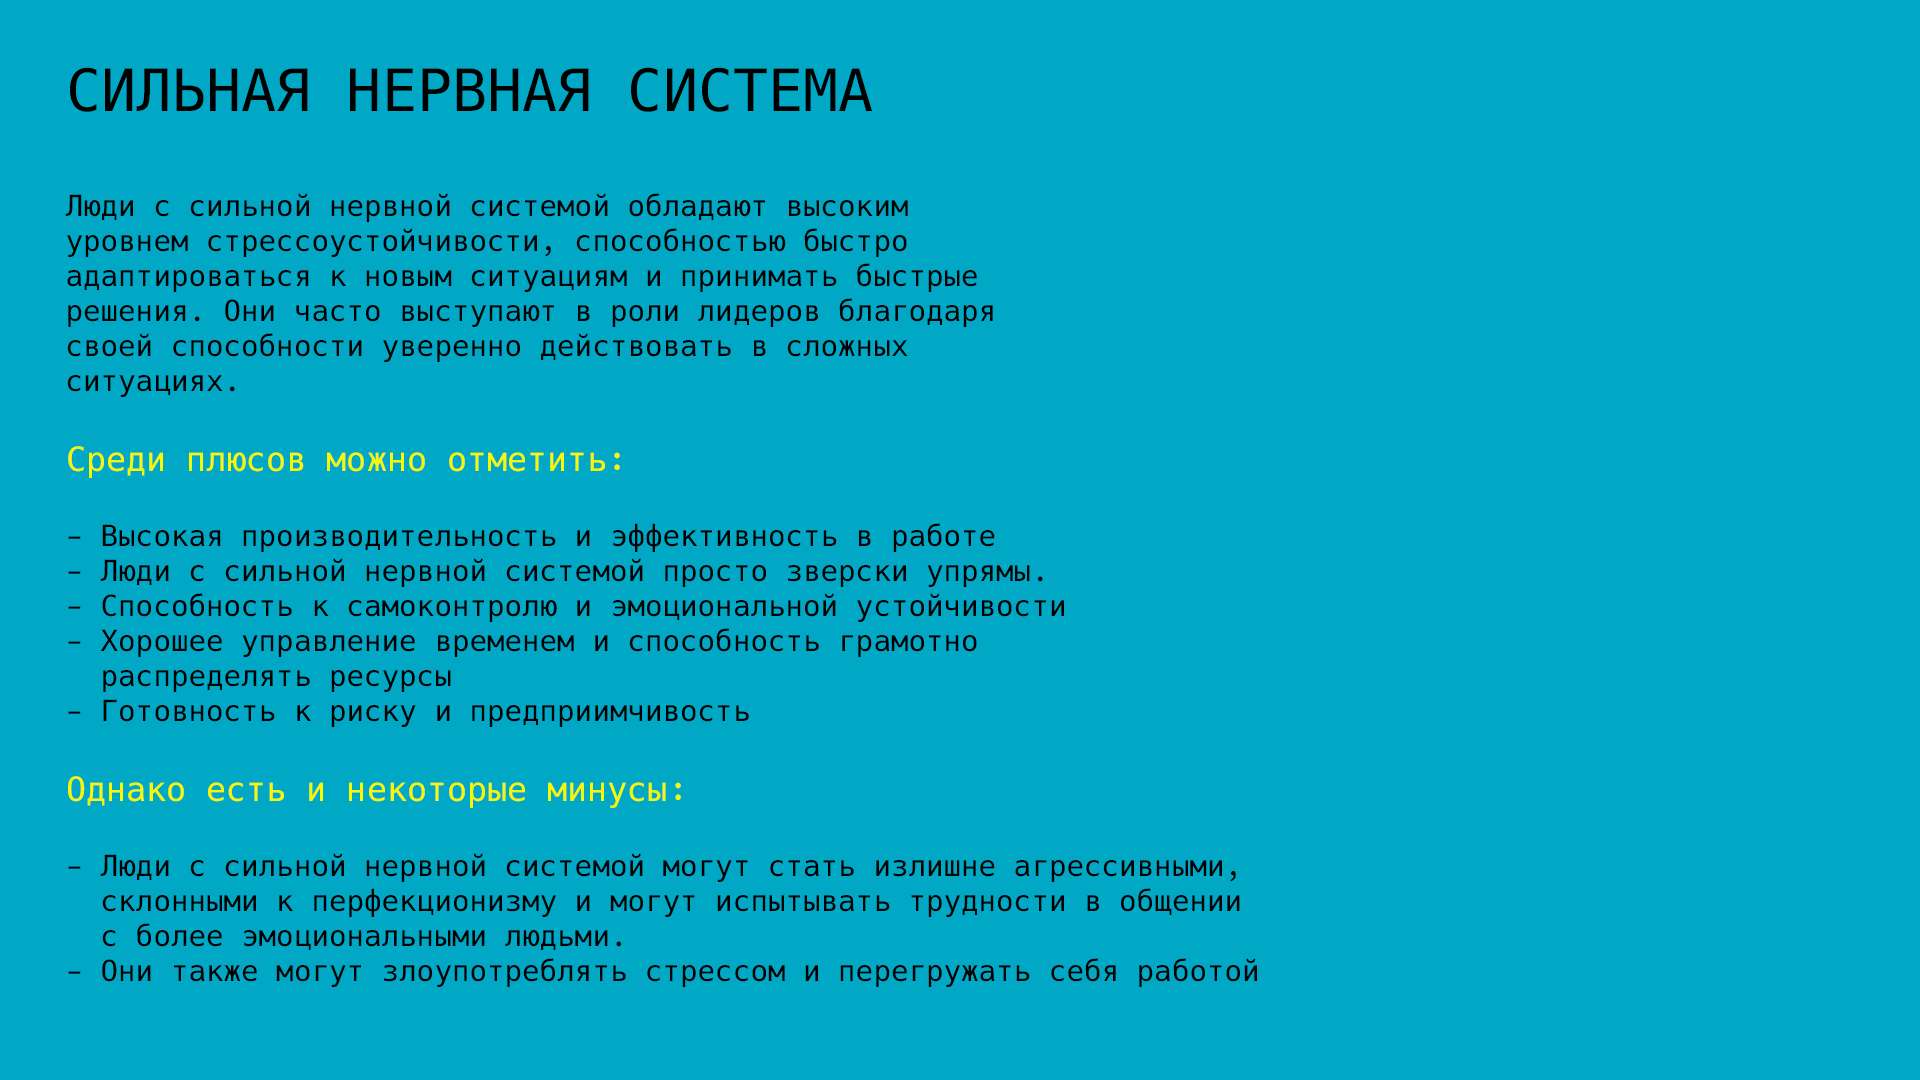 СИЛЬНАЯ НЕРВНАЯ СИСТЕМА
Люди с сильной нервной системой обладают высоким
уровнем стрессоустойчивости, способностью быстро
адаптироваться к новым ситуациям и принимать быстрые
решения. Они часто выступают в роли лидеров благодаря
своей способности уверенно действовать в сложных
ситуациях.
Среди плюсов можно отметить:
- Высокая производительность и эффективность в работе
- Люди с сильной нервной системой просто зверски упрямы.
- Способность к самоконтролю и эмоциональной устойчивости
- Хорошее управление временем и способность грамотно
распределять ресурсы
- Готовность к риску и предприимчивость
Однако есть и некоторые минусы:
- Люди с сильной нервной системой могут стать излишне агрессивными,
склонными к перфекционизму и могут испытывать трудности в общении
с более эмоциональными людьми.
- Они также могут злоупотреблять стрессом и перегружать себя работой